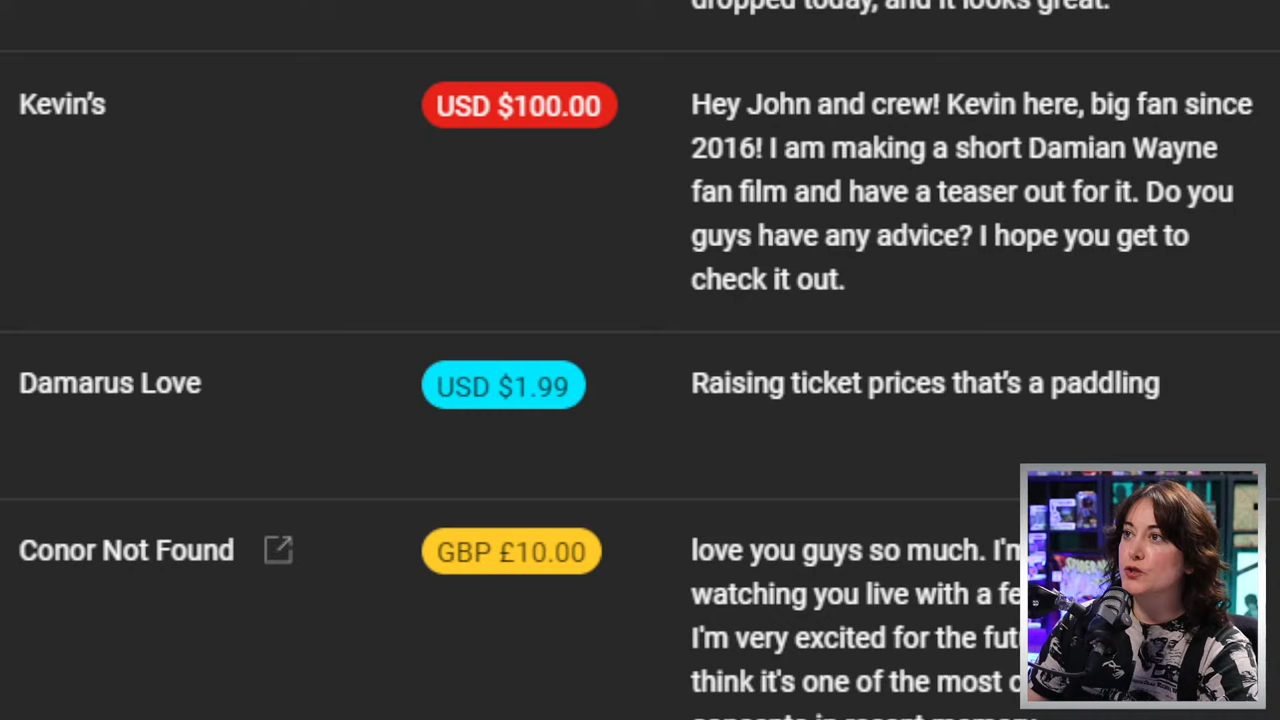 dropped today, and it looks great.
Kevin's
USD $100.00
Hey John and crew! Kevin here, big fan since
2016! I am making a short Damian Wayne
fan film and have a teaser out for it. Do you
guys have any advice? I hope you get to
check it out.
Damarus Love
USD $1.99
Raising ticket prices that's a paddling
Conor Not Found
GBP £10.00
love you guys so much. I'm
watching you live with a
I'm very excited for the
think it's one of the most